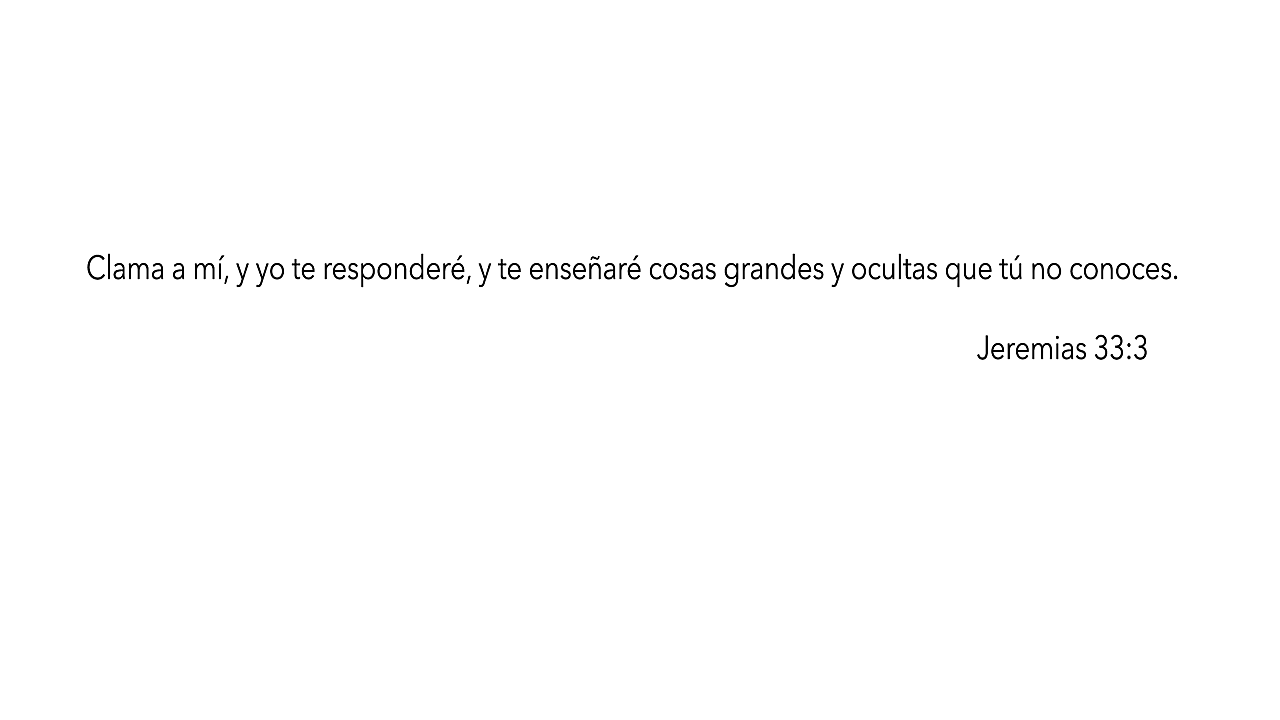 Clama a mí, y yo te responderé, y te enseñaré cosas grandes y ocultas que tú no conoces.
Jeremias 33:3